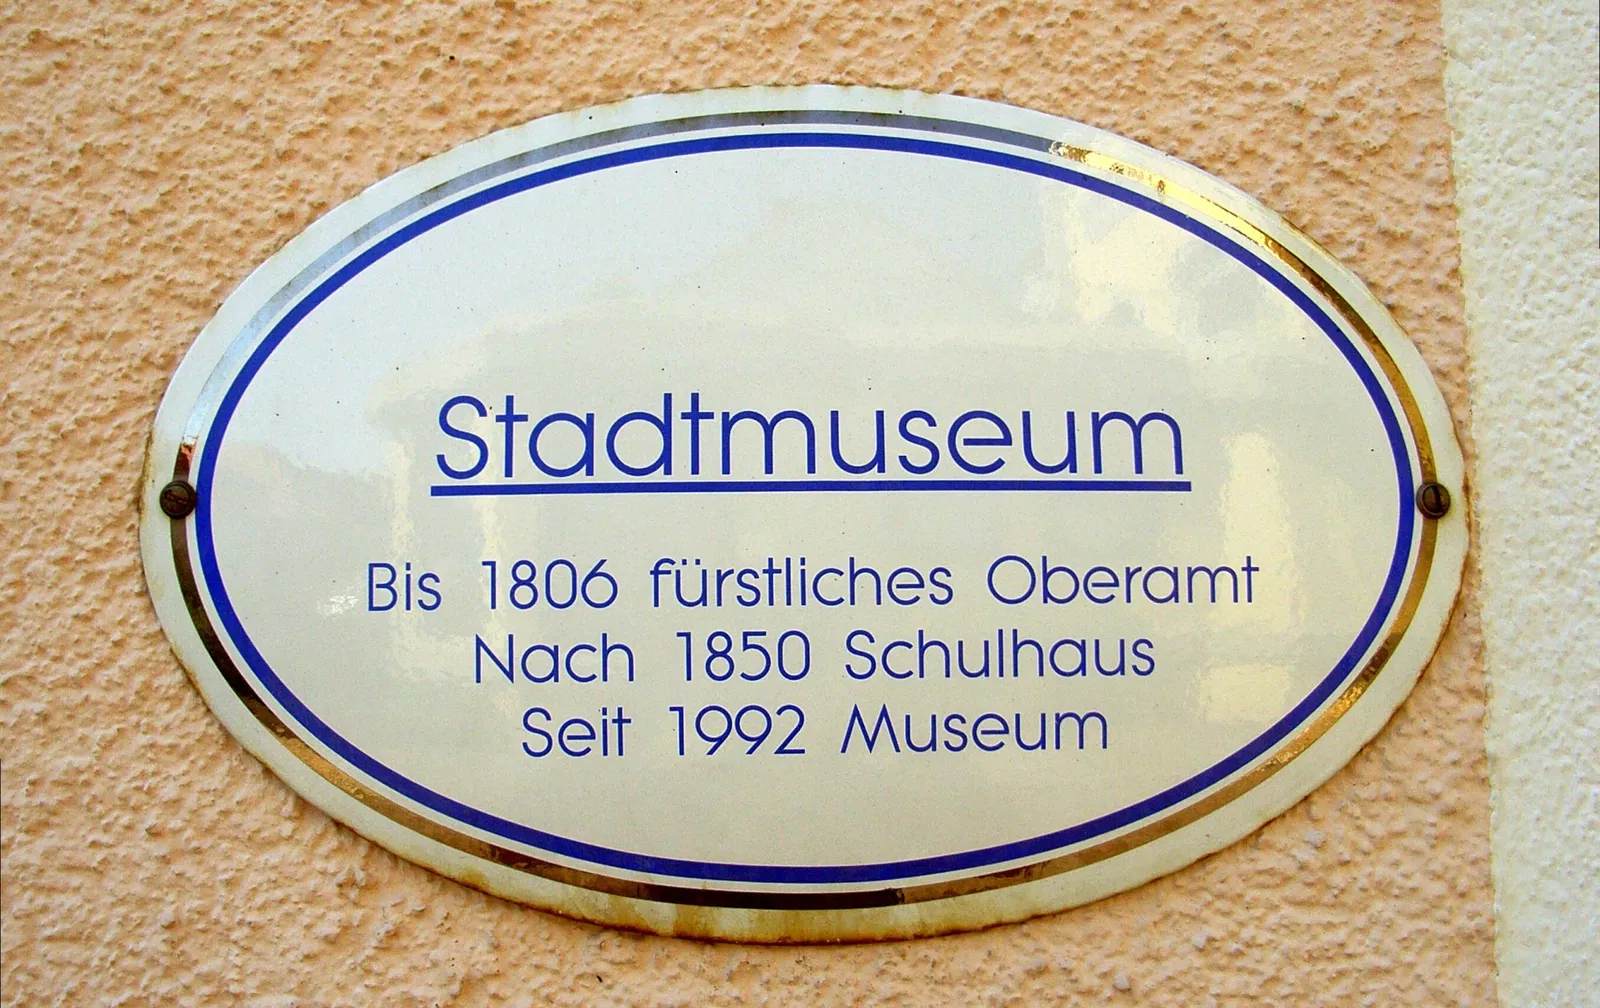 Stadtmuseum
Bis 1806 fürstliches Oberamt
Nach 1850 Schulhaus
Seit 1992 Museum